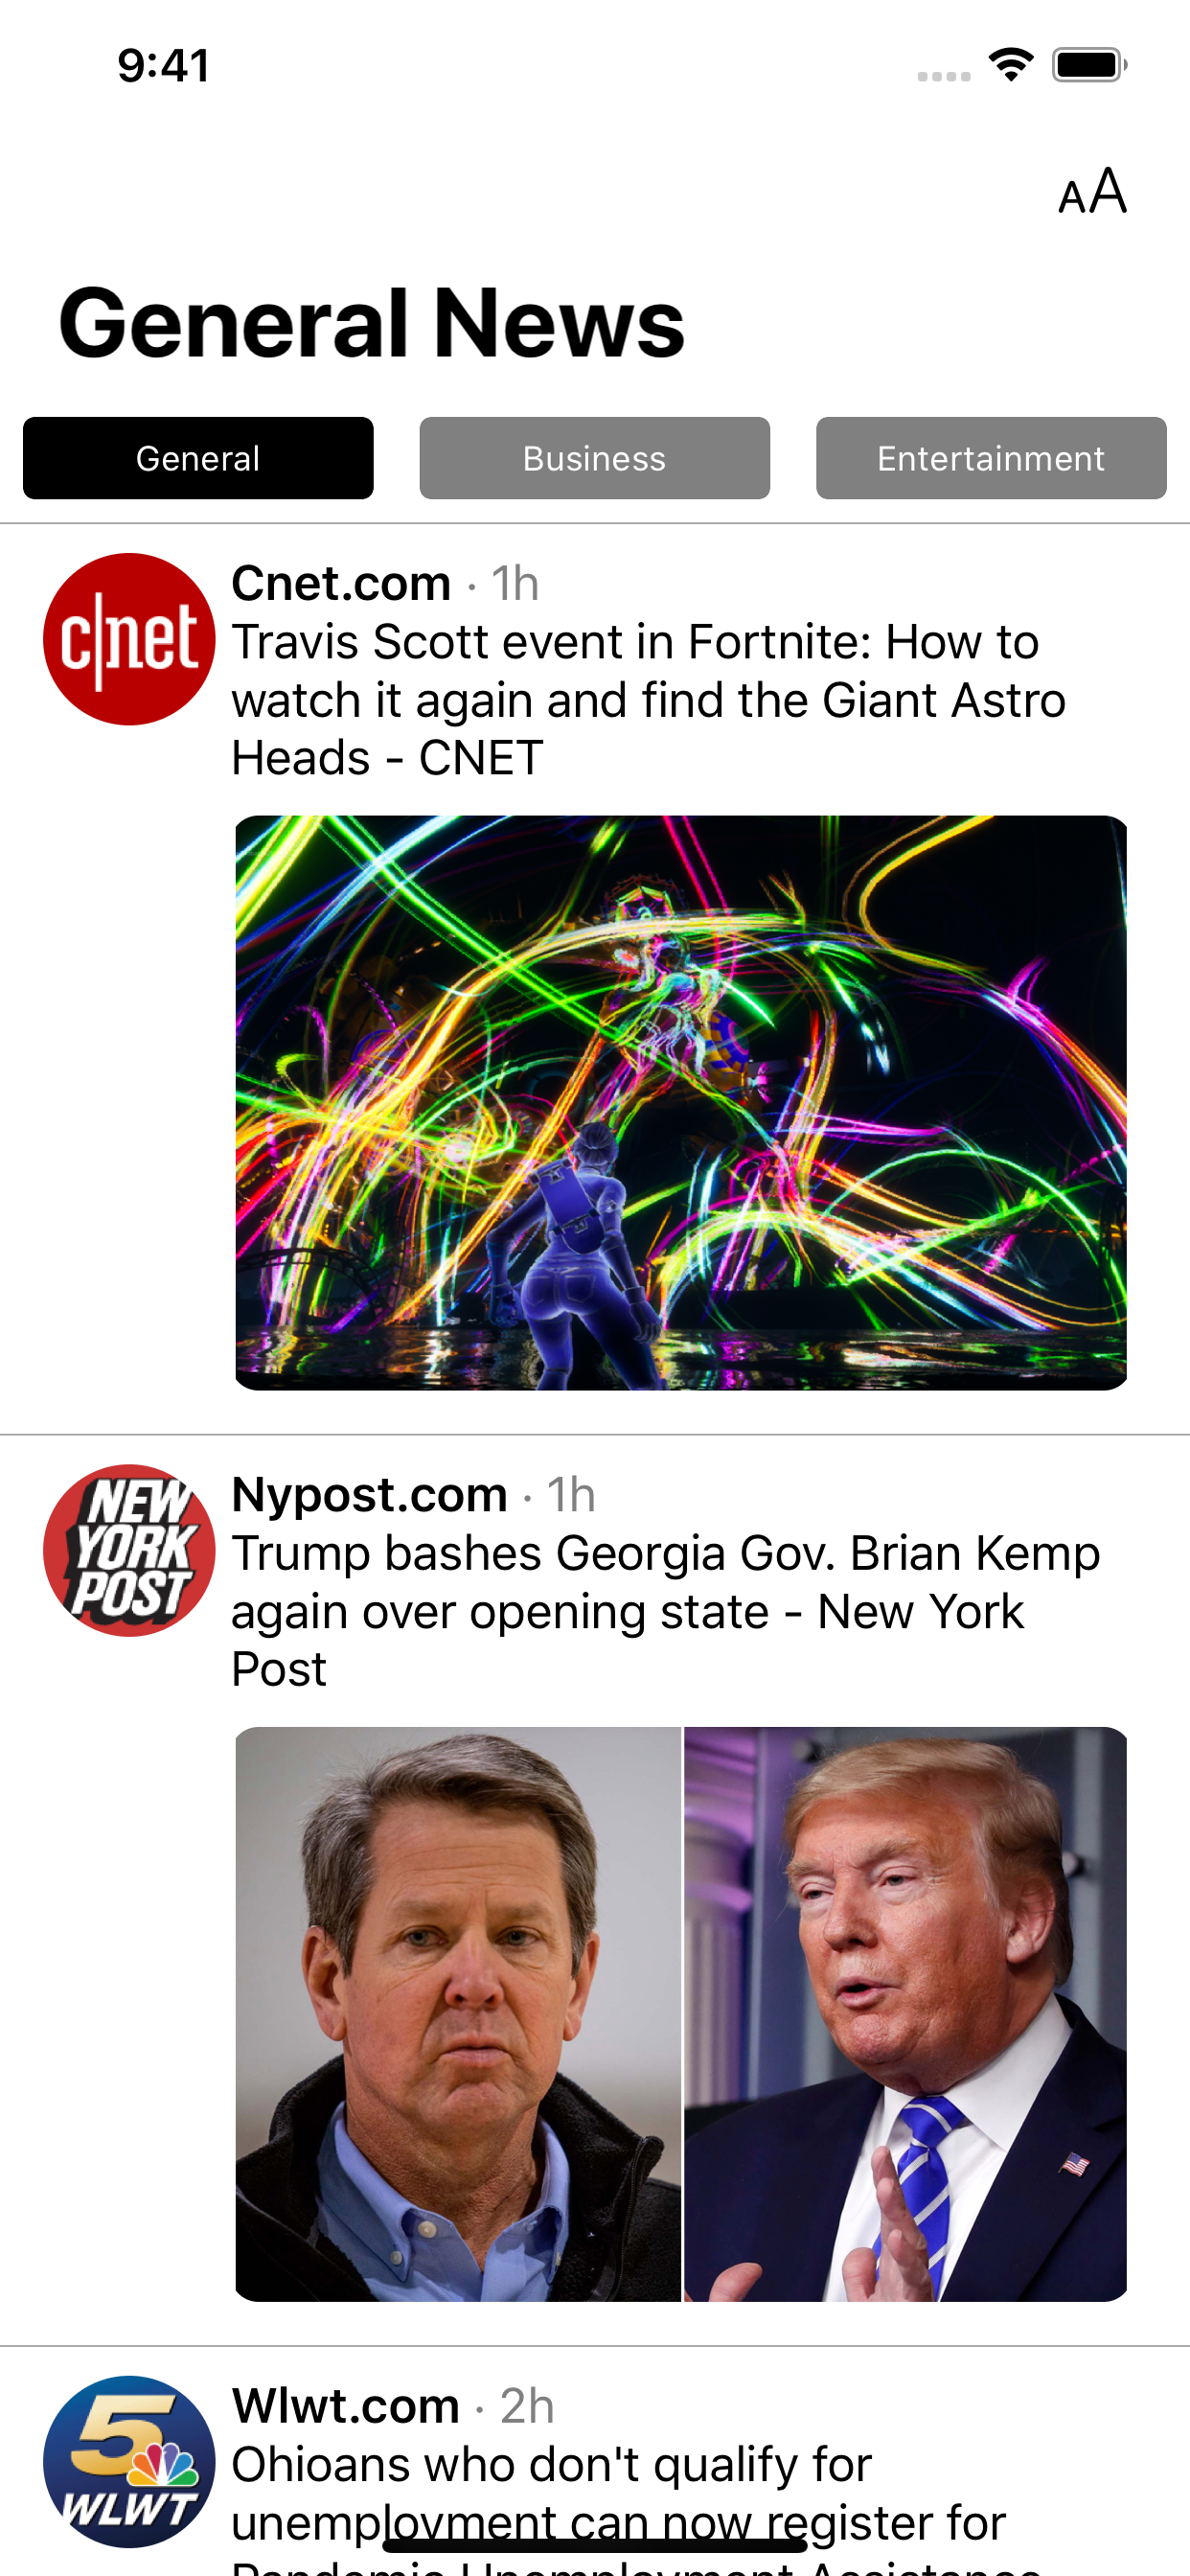 9:41
AA
General News
General
Business
Entertainment
c|net
Cnet.com · 1h
Travis Scott event in Fortnite: How to
watch it again and find the Giant Astro
Heads - CNET
NEW
YORK
POST
Nypost.com · 1h
Trump bashes Georgia Gov. Brian Kemp
again over opening state - New York
Post
5
WLWT
Wlwt.com · 2h
Ohioans who don't qualify for
unemployment can now register for
Pandemic Unemployment Assistance